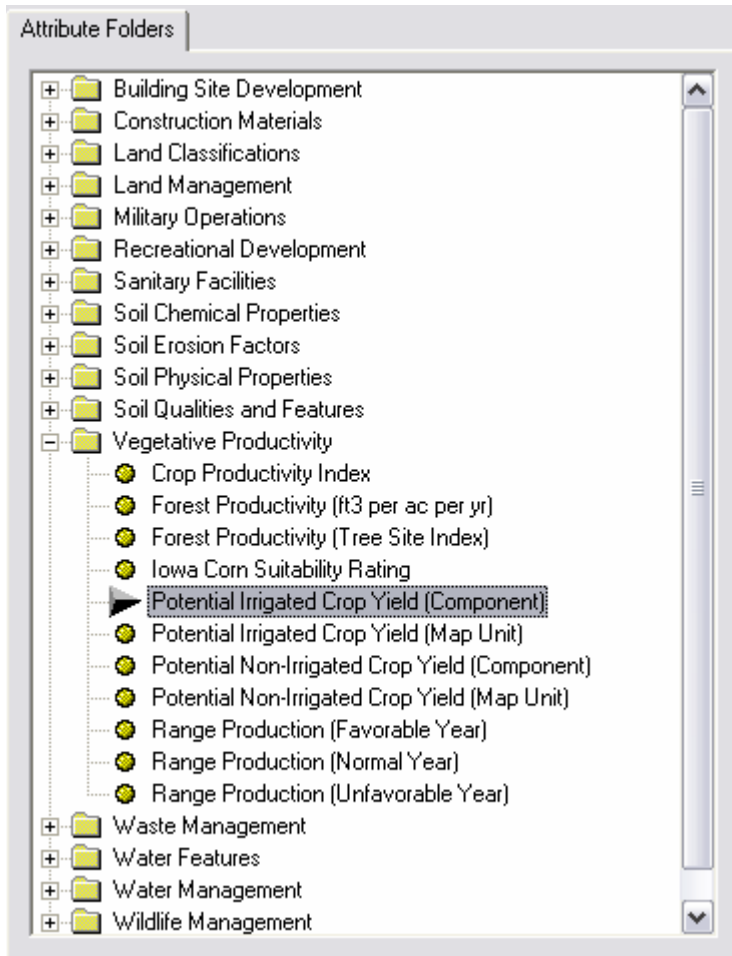 Attribute Folders
Building Site Development
Construction Materials
Land Classifications
Land Management
Military Operations
Recreational Development
Sanitary Facilities
Soil Chemical Properties
Soil Erosion Factors
Soil Physical Properties
Soil Qualities and Features
Vegetative Productivity
Crop Productivity Index
Forest Productivity (ft3 per ac per yr)
Forest Productivity (Tree Site Index)
Iowa Corn Suitability Rating
Potential Irrigated Crop Yield (Component)
Potential Irrigated Crop Yield (Map Unit)
Potential Non-Irrigated Crop Yield (Component)
Potential Non-Irrigated Crop Yield (Map Unit)
Range Production (Favorable Year)
Range Production (Normal Year)
Range Production (Unfavorable Year)
Waste Management
Water Features
Water Management
Wildlife Management